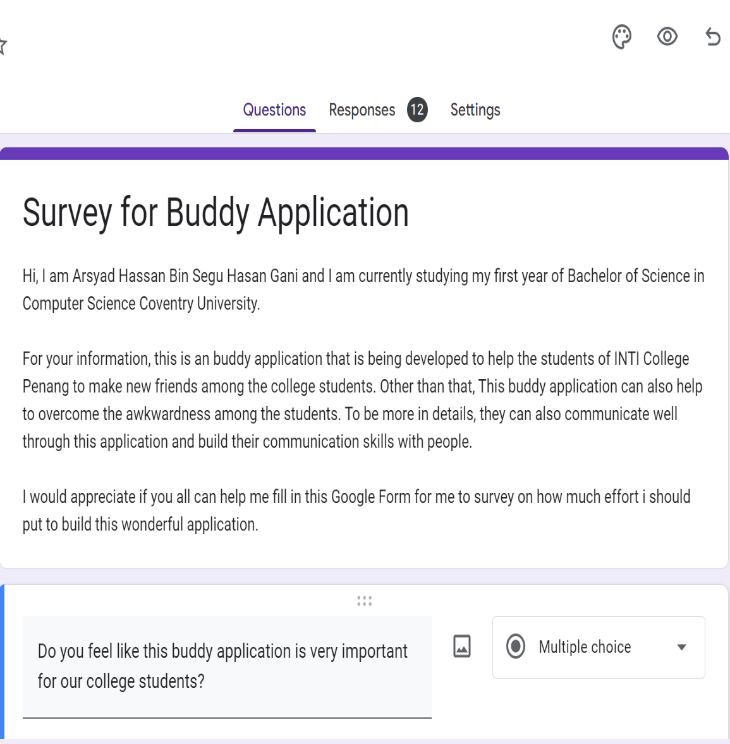 Questions Responses 12 Settings
Survey for Buddy Application
Hi, I am Arsyad Hassan Bin Segu Hasan Gani and I am currently studying my first year of Bachelor of Science in
Computer Science Coventry University.
For your information, this is an buddy application that is being developed to help the students of INTI College
Penang to make new friends among the college students. Other than that, This buddy application can also help
to overcome the awkwardness among the students. To be more in details, they can also communicate well
through this application and build their communication skills with people.
I would appreciate if you all can help me fill in this Google Form for me to survey on how much effort i should
put to build this wonderful application.
Do you feel like this buddy application is very important
for our college students?
Multiple choice